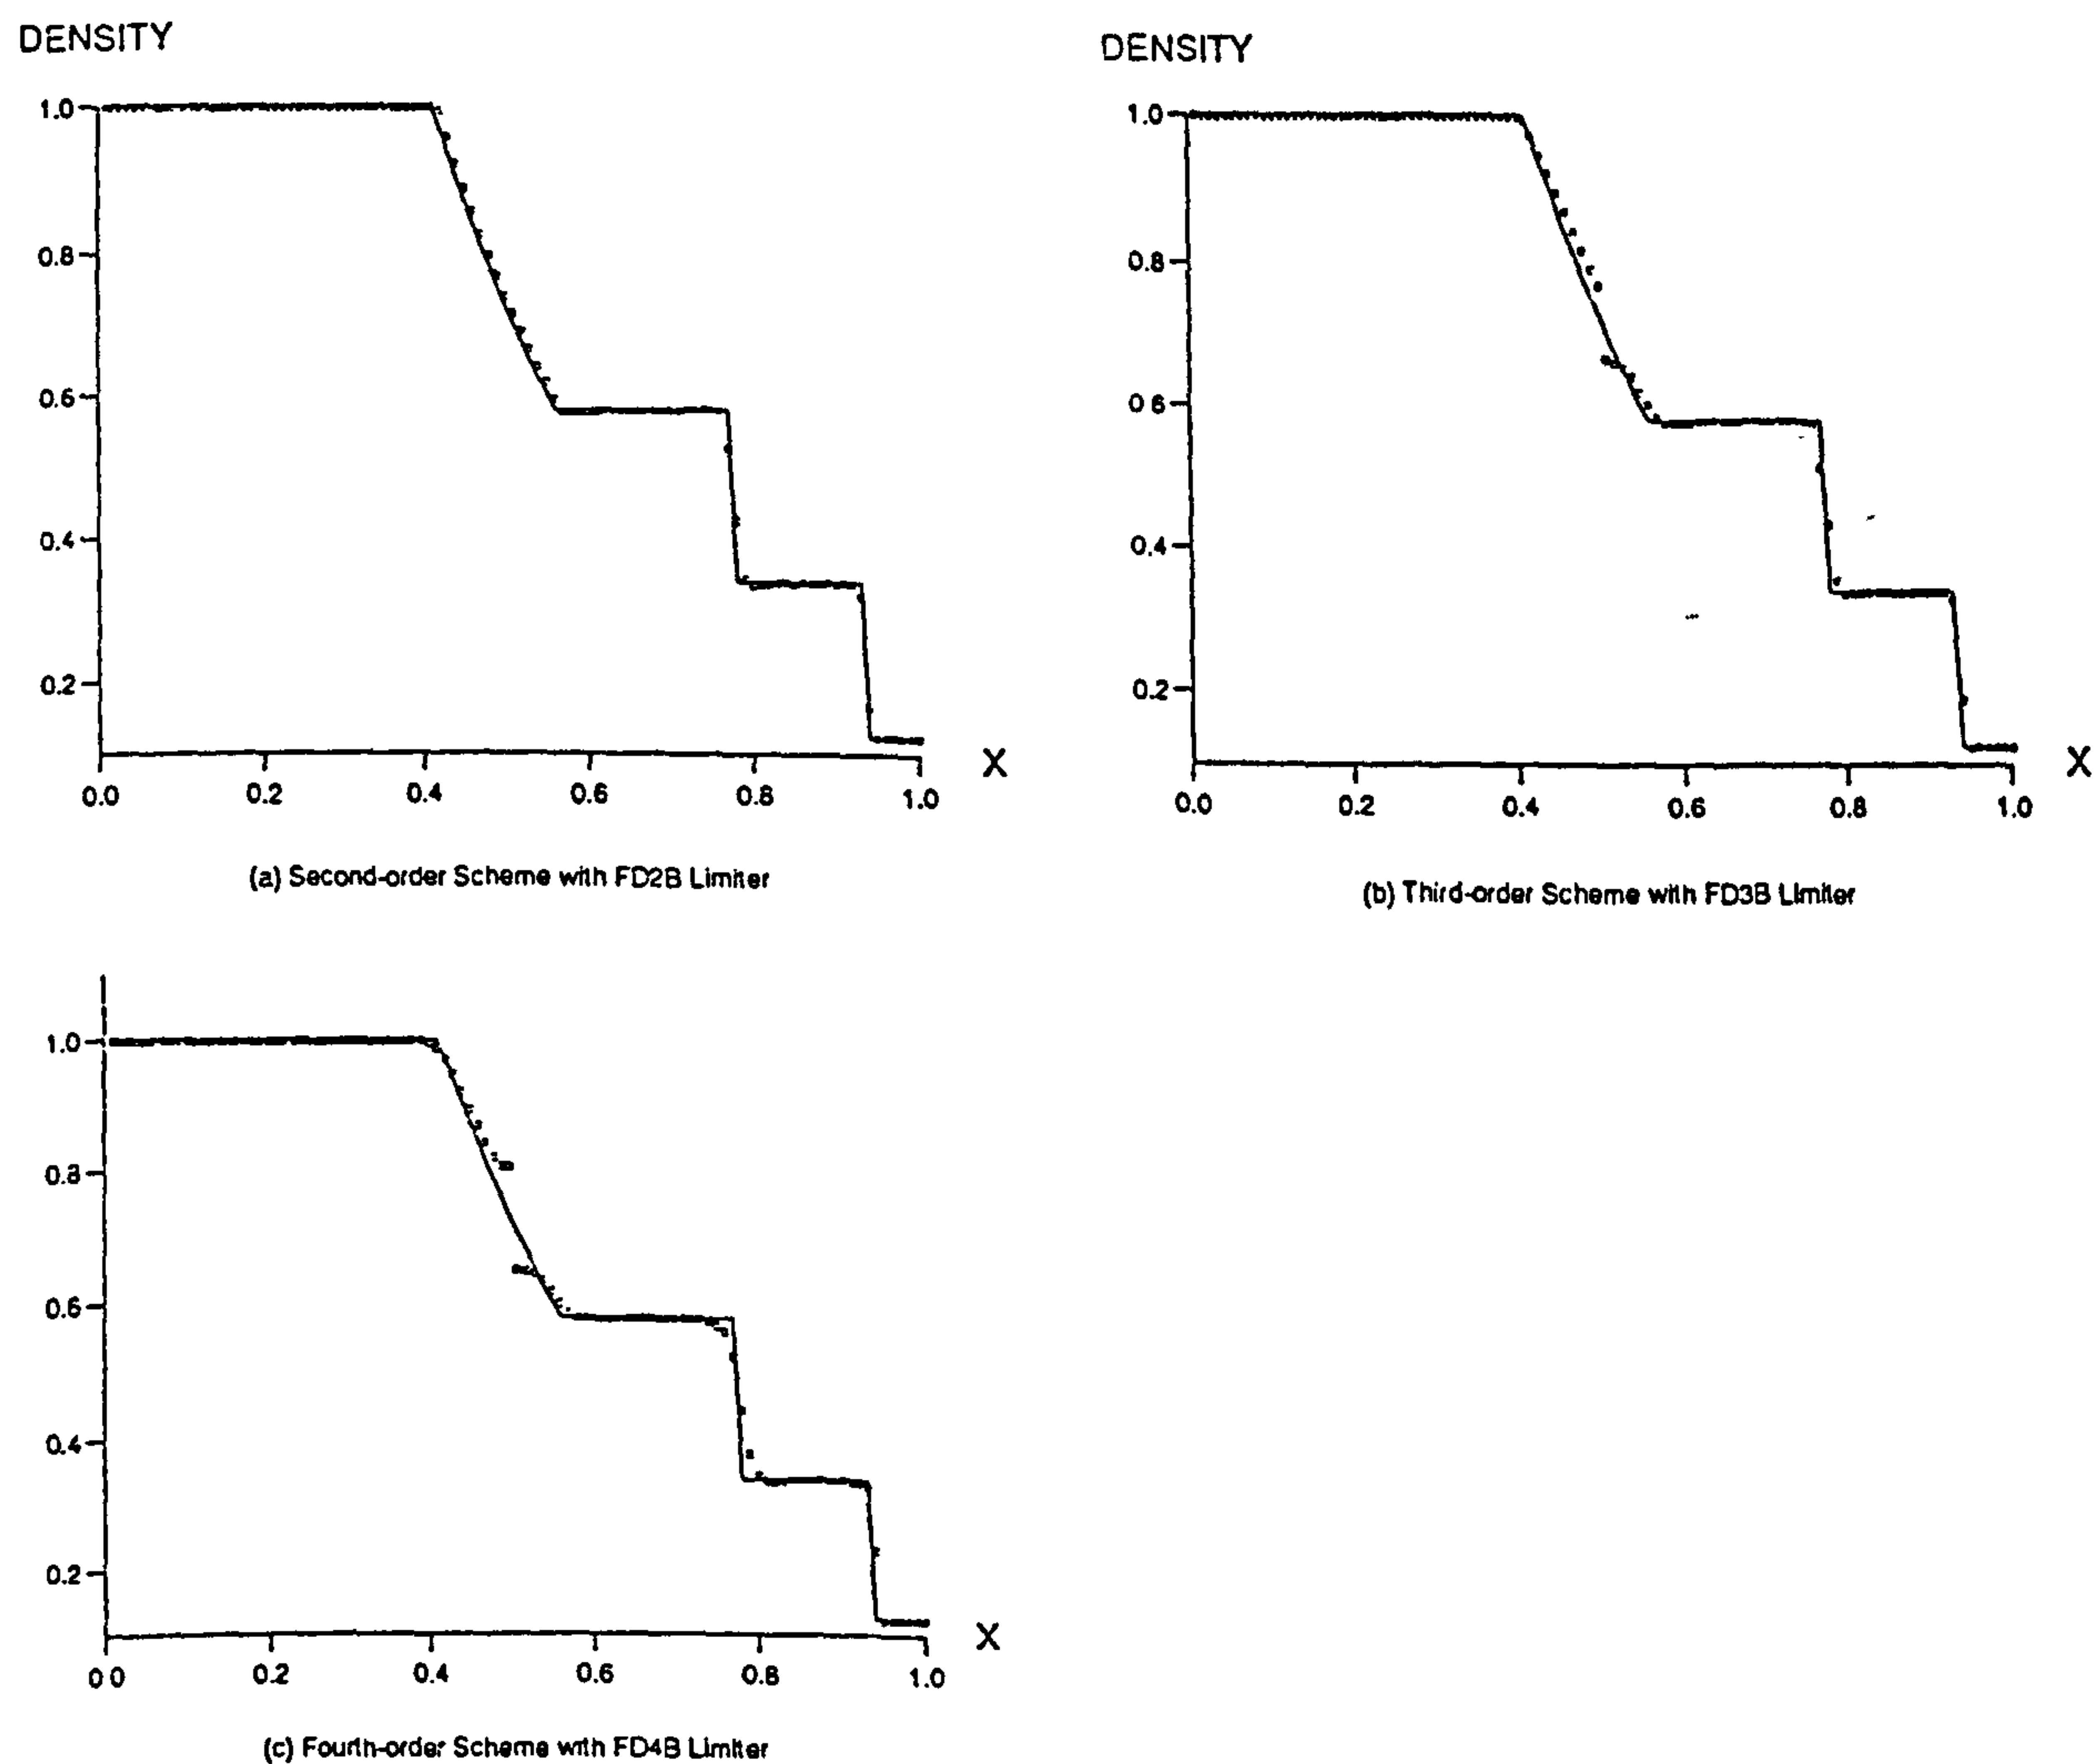 DENSITY
1.0
0.8
0.6
0.4
0.2
0.0 0.2 0.4 0.6 0.8 1.0
X
(a) Second-order Scheme with FD2B Limiter
DENSITY
1.0
0.8
0 6
0.4
0.2
0.0 0.2 0.4 0.6 0.8 1.0
X
(b) Third-order Scheme with FD3B Limiter
1.0
0.8
0.6
0.4
0.2
0 0 0.2 0.4 0.6 0.8 1.0
X
(c) Fourth-order Scheme with FD4B Limiter